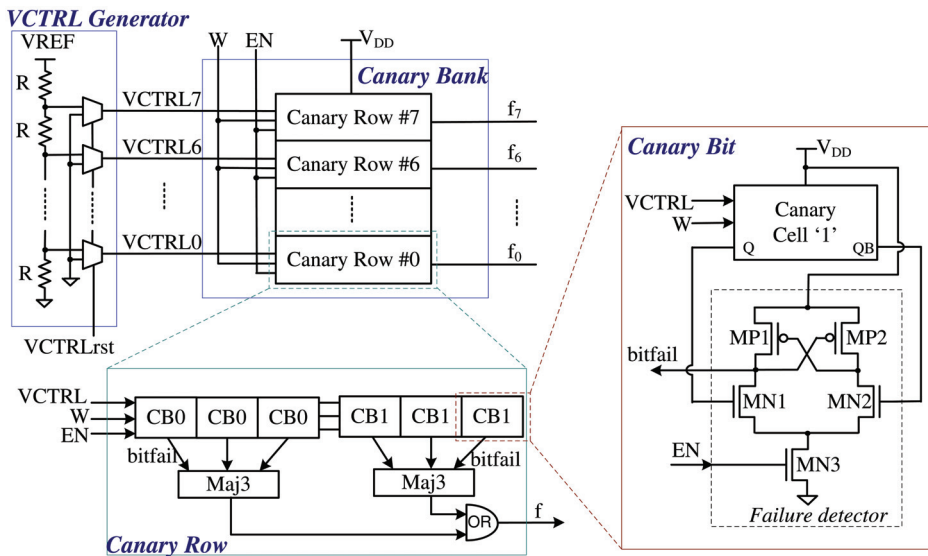 VCTRL Generator
VREF
R
R
R
VCTRL7
VCTRL6
VCTRL0
VCTRLrst
W
EN
VDD
Canary Bank
Canary Row #7
Canary Row #6
Canary Row #0
f7
f6
f0
VCTRL
W
EN
CB0
CB0
CB0
CB1
CB1
CB1
bitfail
bitfail
Maj3
Maj3
OR
f
Canary Row
Canary Bit
VDD
VCTRL
W
Canary
Cell ‘1’
Q
QB
MP1
MP2
bitfail
MN1
MN2
EN
MN3
Failure detector